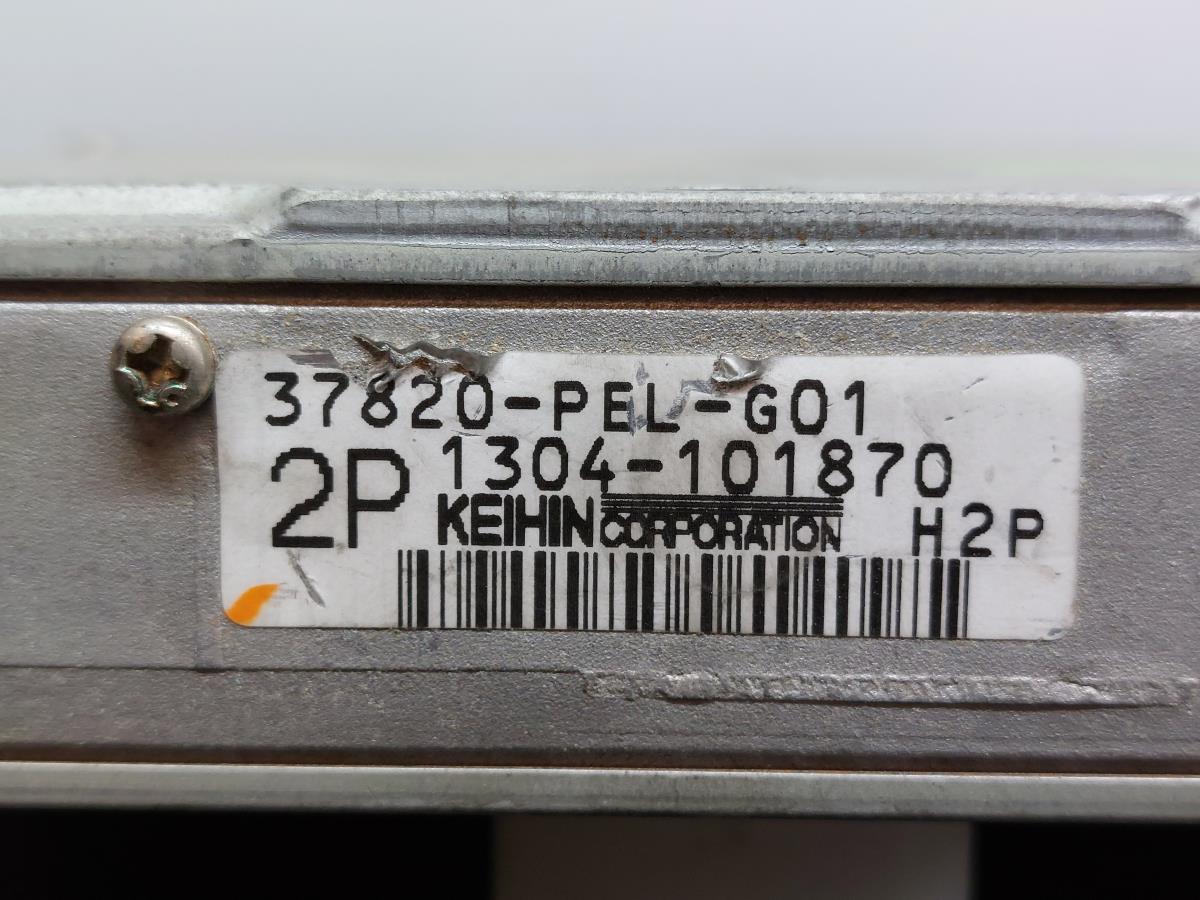 37820-PEL-G01
2P 1304-101870
KEIHIN CORPORATION H2P